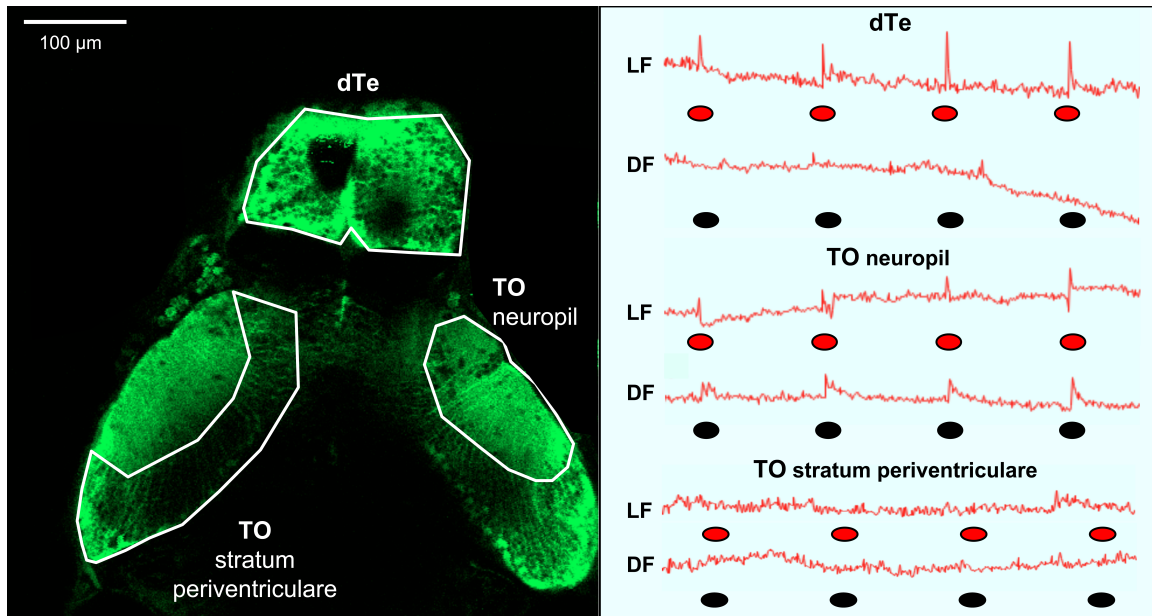 100 µm
dTe
TO
neuropil
TO
stratum
periventriculare
dTe
LF
DF
TO neuropil
LF
DF
TO stratum periventriculare
LF
DF